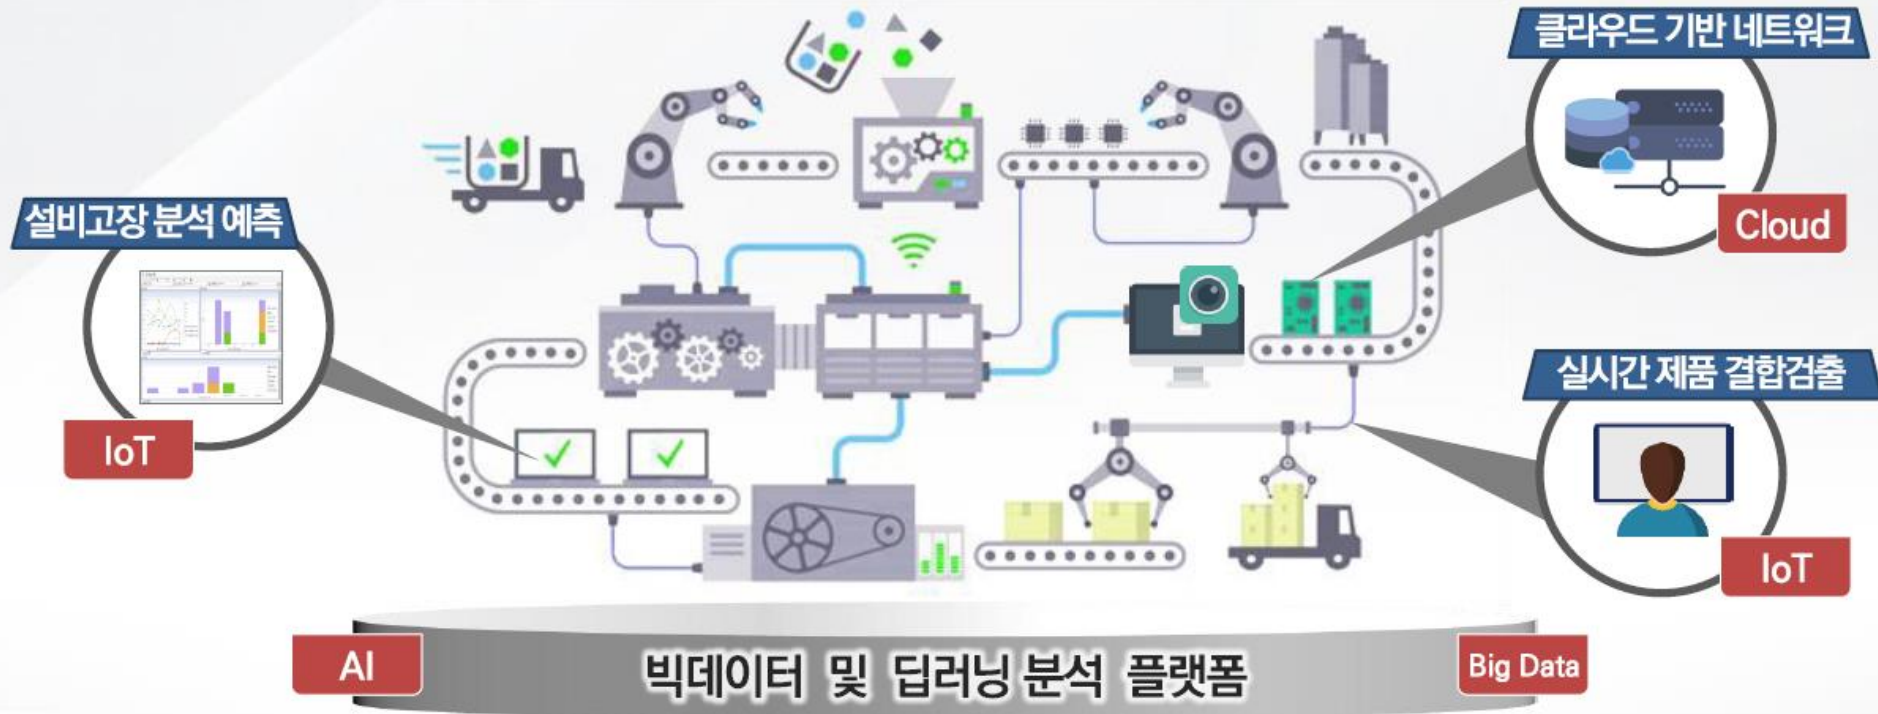 클라우드 기반 네트워크
Cloud
설비고장 분석 예측
IoT
실시간 제품 결합검출
IoT
AI
빅데이터 및 딥러닝 분석 플랫폼
Big Data